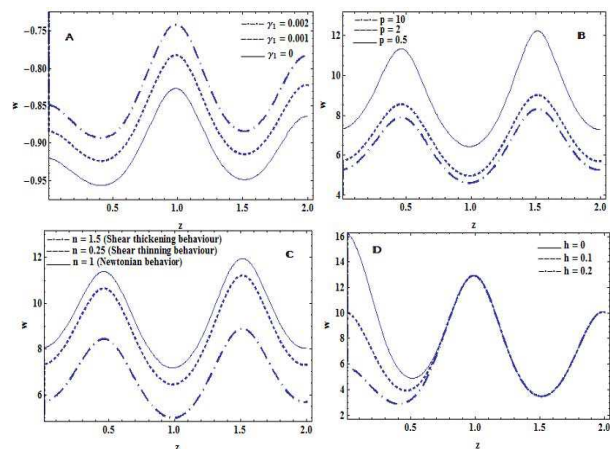 A
γ₁ = 0.002
γ₁ = 0.001
γ₁ = 0
−0.75
−0.80
−0.85
−0.90
−0.95
w
0.5
1.0
1.5
2.0
z
B
p = 10
p = 2
p = 0.5
12
10
8
6
4
w
0.5
1.0
1.5
2.0
z
C
n = 1.5 (Shear thickening behaviour)
n = 0.25 (Shear thinning behaviour)
n = 1 (Newtonian behavior)
12
10
8
6
w
0.5
1.0
1.5
2.0
z
D
h = 0
h = 0.1
h = 0.2
16
14
12
10
8
6
4
2
w
0.0
0.5
1.0
1.5
2.0
z